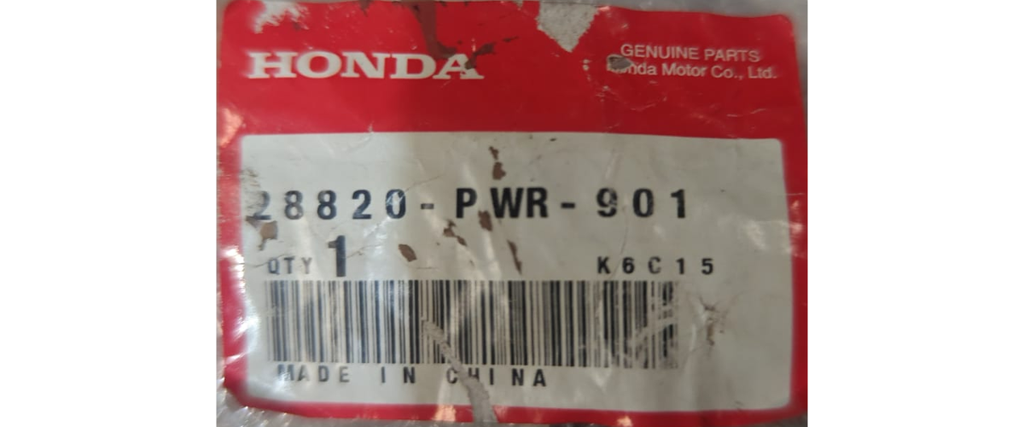 HONDA
GENUINE PARTS
Honda Motor Co., Ltd.
28820-PWR-901
QTY 1
K6C15
MADE IN CHINA